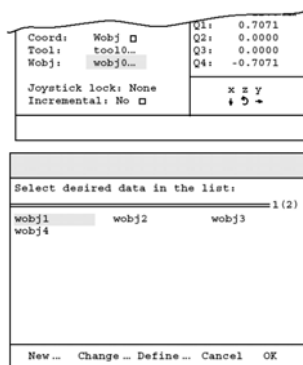 Q1: 0.7071
Coord: Wobj Q2: 0.0000
Tool: tool0... Q3: 0.0000
Wobj: wobj0... Q4: -0.7071
Joystick lock: None x z y
Incremental: No
Select desired data in the list:
1(2)
wobj1 wobj2 wobj3
wobj4
New ... Change ... Define ... Cancel OK